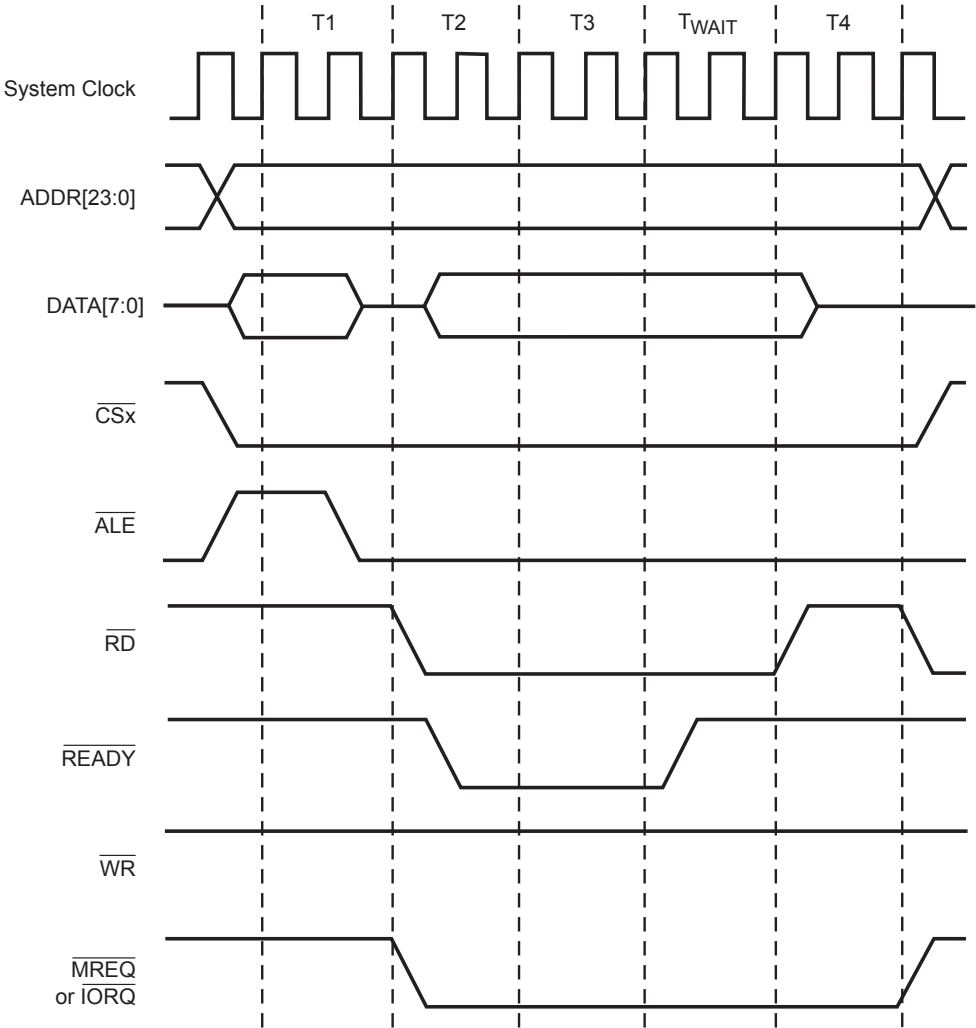 T1 T2 T3 TWAIT T4
System Clock
ADDR[23:0]
DATA[7:0]
CSx
ALE
RD
READY
WR
MREQ
or IORQ